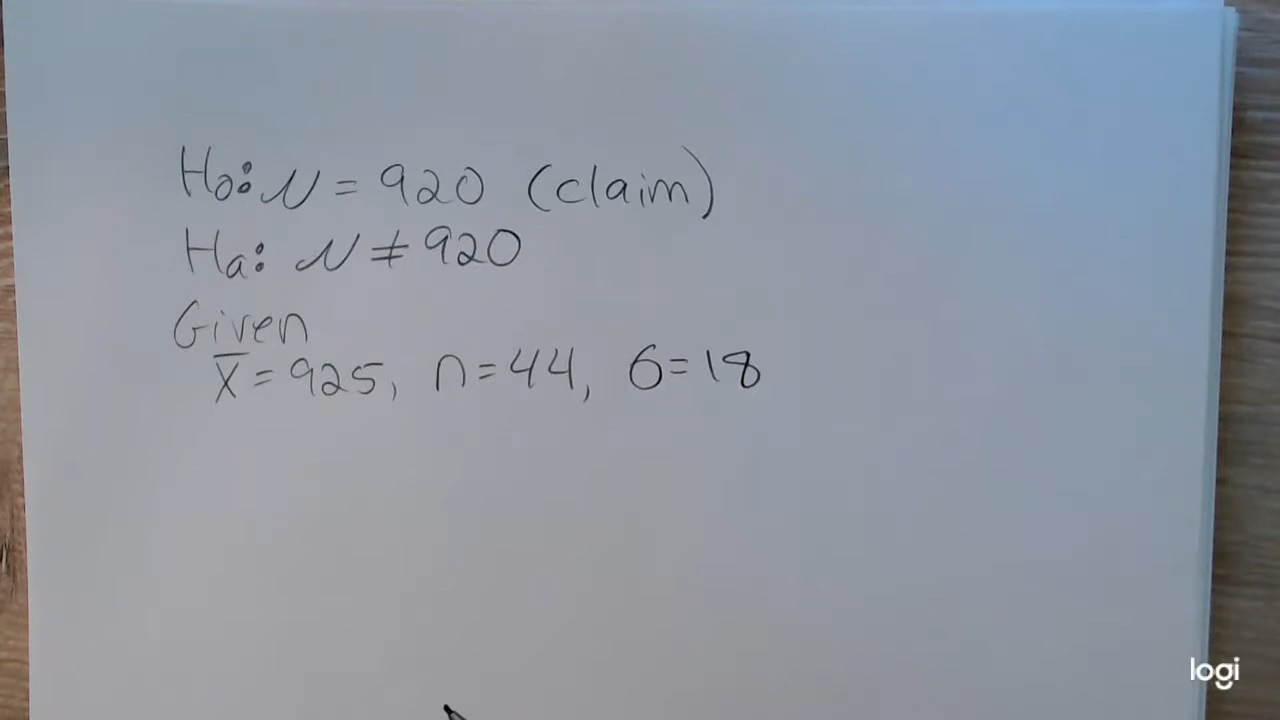 H₀: μ = 920 (claim)
Hₐ: μ ≠ 920
Given
x̄ = 925, n = 44, σ = 18
logi